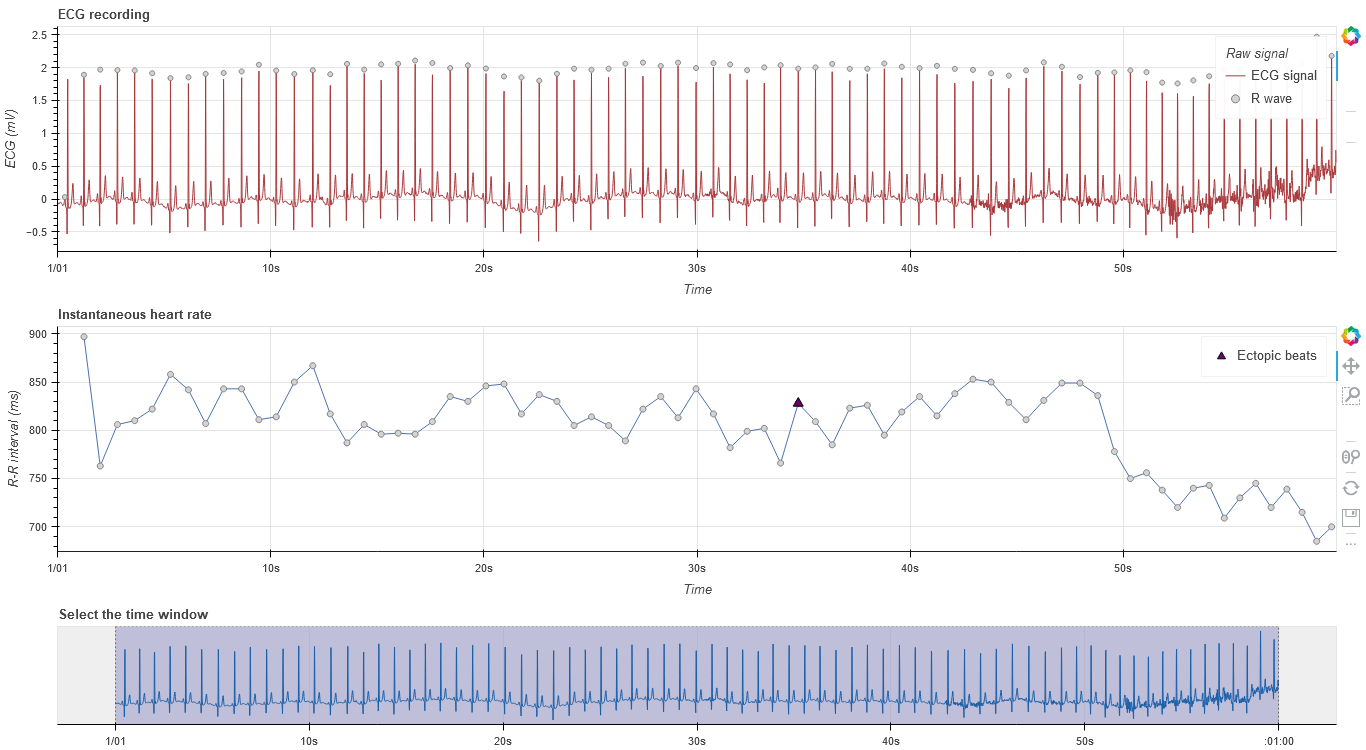 ECG recording
2.5
2
1.5
1
0.5
0
−0.5
ECG (mV)
Raw signal
ECG signal
R wave
1/01 10s 20s 30s 40s 50s
Time
Instantaneous heart rate
900
850
800
750
700
R-R interval (ms)
Ectopic beats
1/01 10s 20s 30s 40s 50s
Time
Select the time window
1/01 10s 20s 30s 40s 50s :01:00